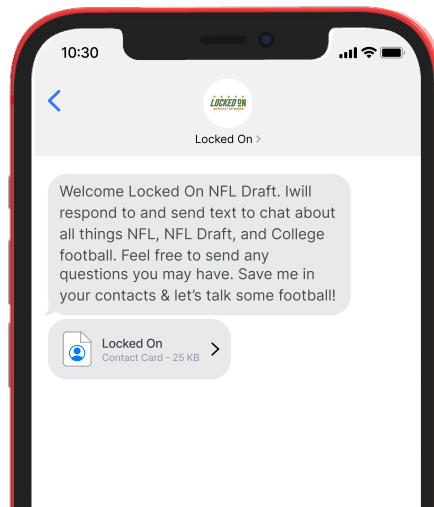 10:30
LOCKED ON
Locked On >
Welcome Locked On NFL Draft. Iwill
respond to and send text to chat about
all things NFL, NFL Draft, and College
football. Feel free to send any
questions you may have. Save me in
your contacts & let’s talk some football!
Locked On
Contact Card – 25 KB